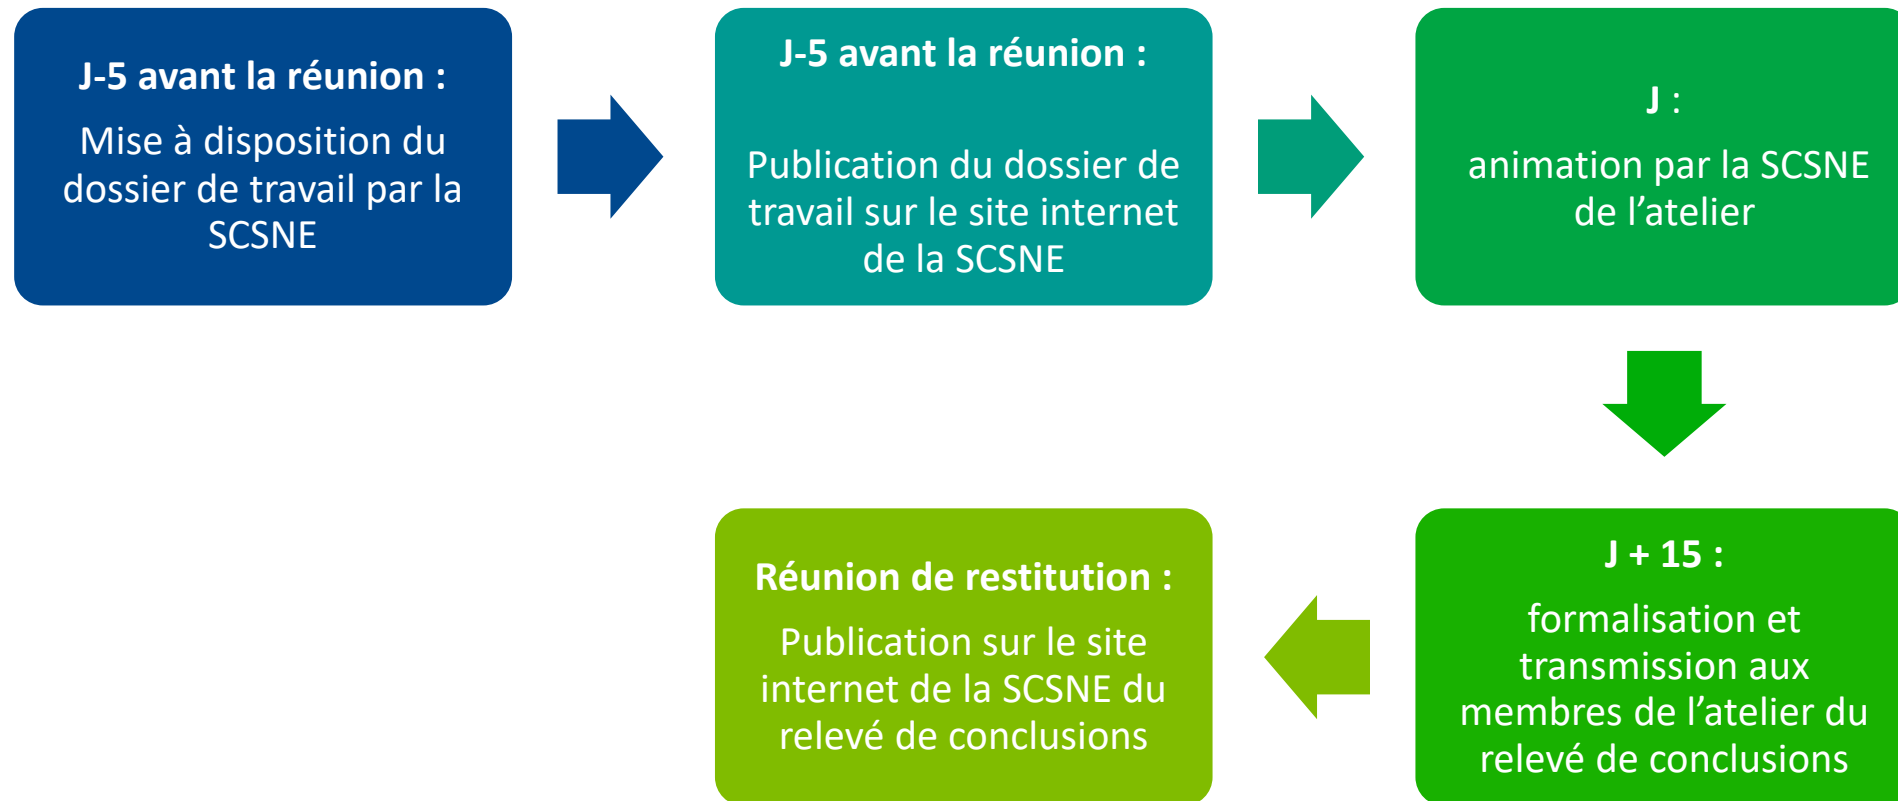 J-5 avant la réunion :
Mise à disposition du
dossier de travail par la
SCSNE
J-5 avant la réunion :
Publication du dossier de
travail sur le site internet
de la SCSNE
J :
animation par la SCSNE
de l’atelier
J + 15 :
formalisation et
transmission aux
membres de l’atelier du
relevé de conclusions
Réunion de restitution :
Publication sur le site
internet de la SCSNE du
relevé de conclusions